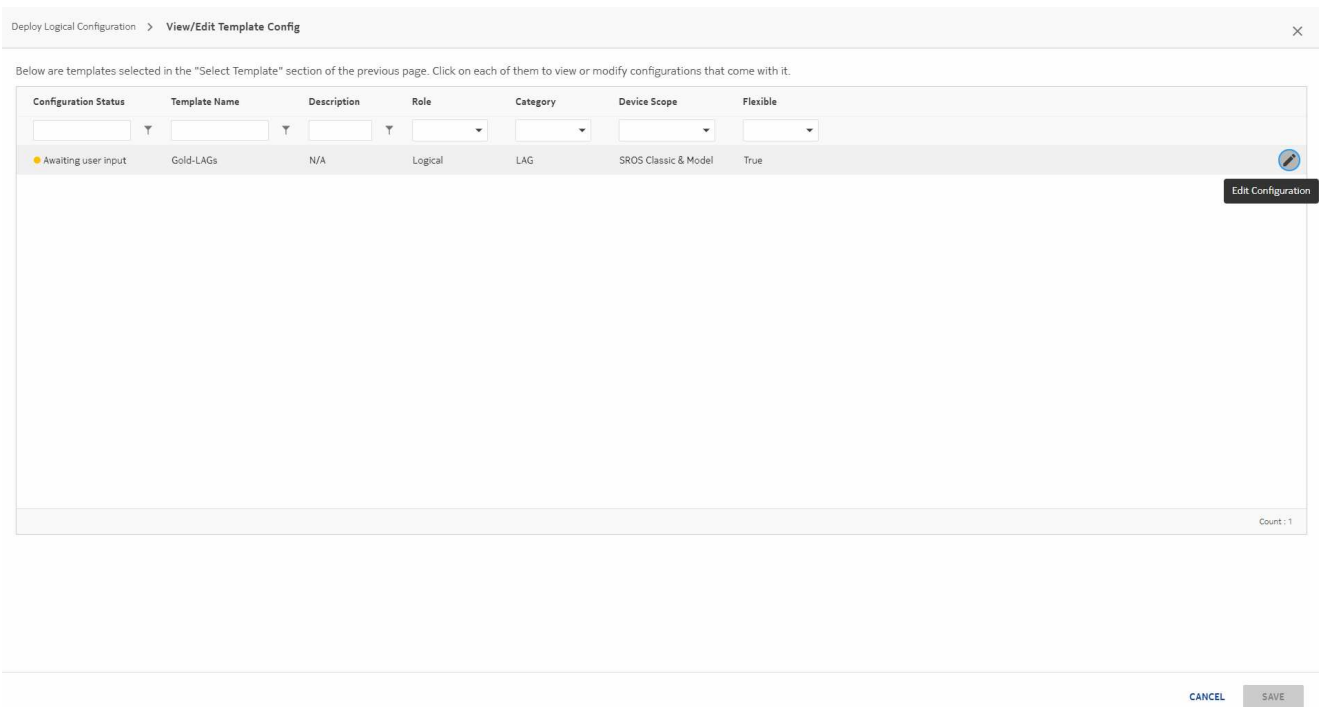 Deploy Logical Configuration > View/Edit Template Config
Below are templates selected in the "Select Template" section of the previous page. Click on each of them to view or modify configurations that come with it.
Configuration Status Template Name Description Role Category Device Scope Flexible
Awaiting user input Gold-LAGs N/A Logical LAG SROS Classic & Model True
Edit Configuration
Count : 1
CANCEL SAVE